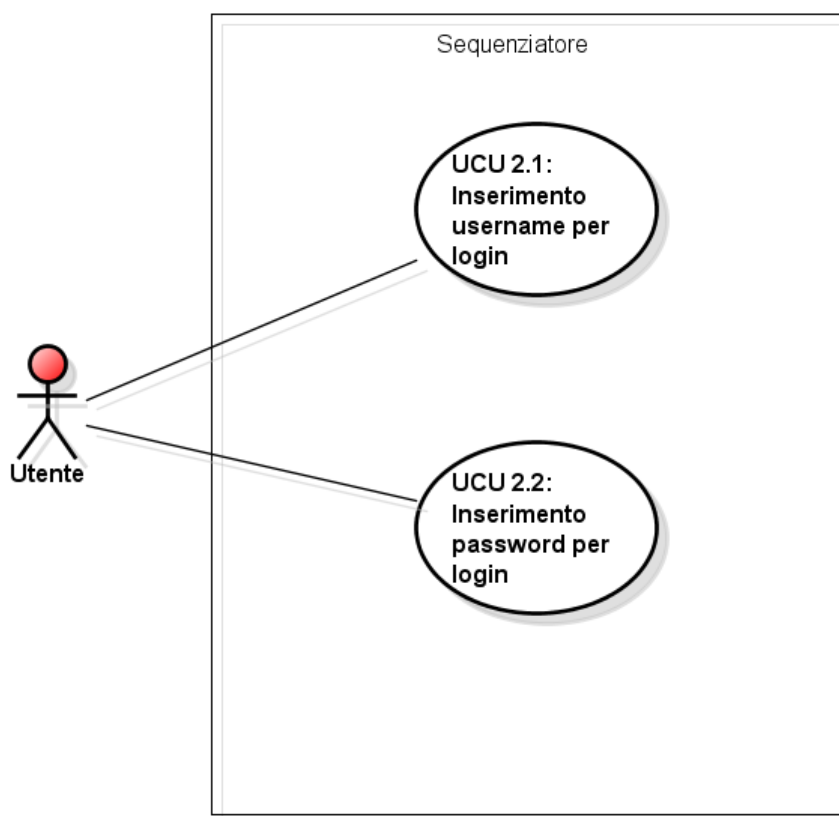 Sequenziatore
UCU 2.1:
Inserimento
username per
login
Utente
UCU 2.2:
Inserimento
password per
login